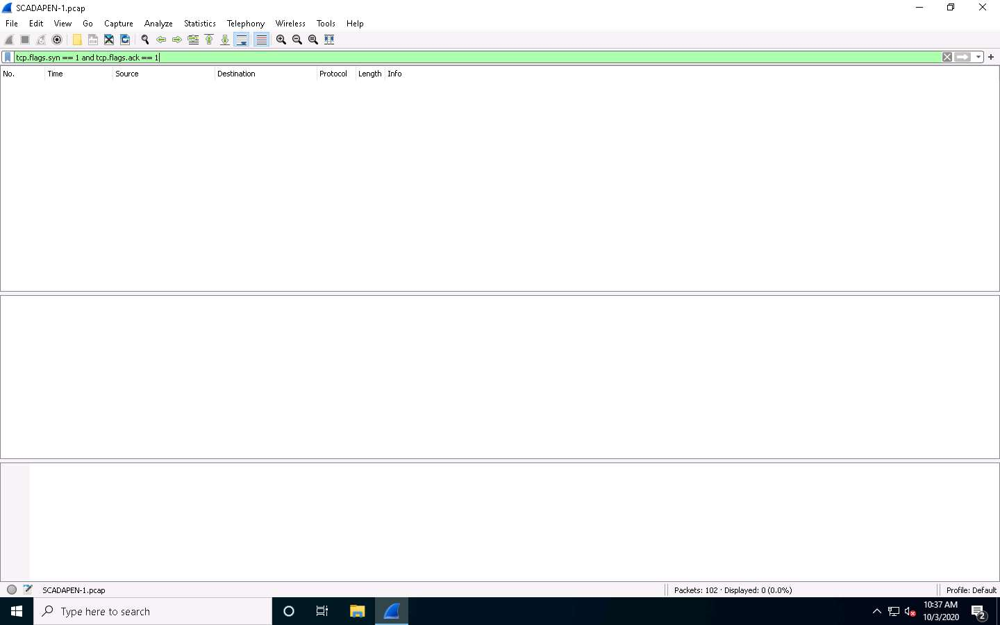 SCADAPEN-1.pcap
File Edit View Go Capture Analyze Statistics Telephony Wireless Tools Help
tcp.flags.syn == 1 and tcp.flags.ack == 1
No. Time Source Destination Protocol Length Info
SCADAPEN-1.pcap Packets: 102 · Displayed: 0 (0.0%) Profile: Default
Type here to search
10:37 AM
10/3/2020
2